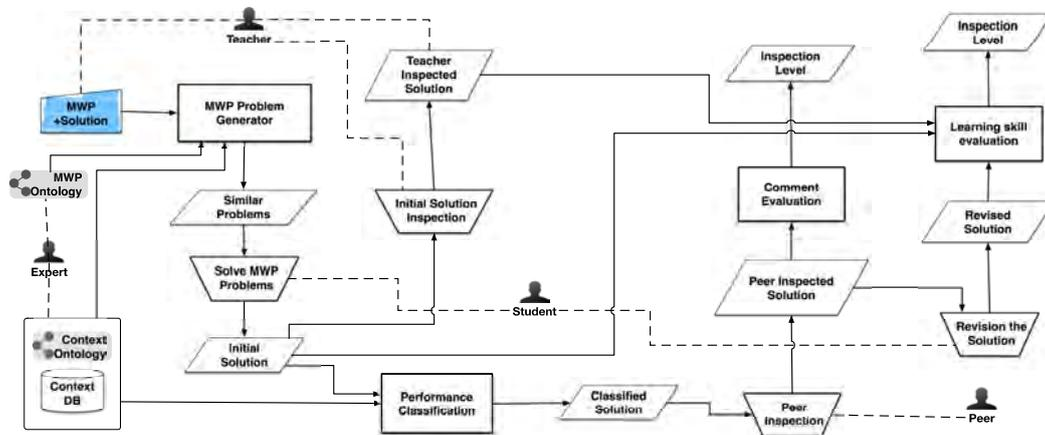 Teacher
MWP
+Solution
MWP Problem
Generator
Teacher
Inspected
Solution
Inspection
Level
Inspection
Level
Learning skill
evaluation
MWP
Ontology
Similar
Problems
Initial Solution
Inspection
Comment
Evaluation
Revised
Solution
Expert
Solve MWP
Problems
Student
Peer Inspected
Solution
Revision the
Solution
Context
Ontology
Context
DB
Initial
Solution
Performance
Classification
Classified
Solution
Peer
Inspection
Peer